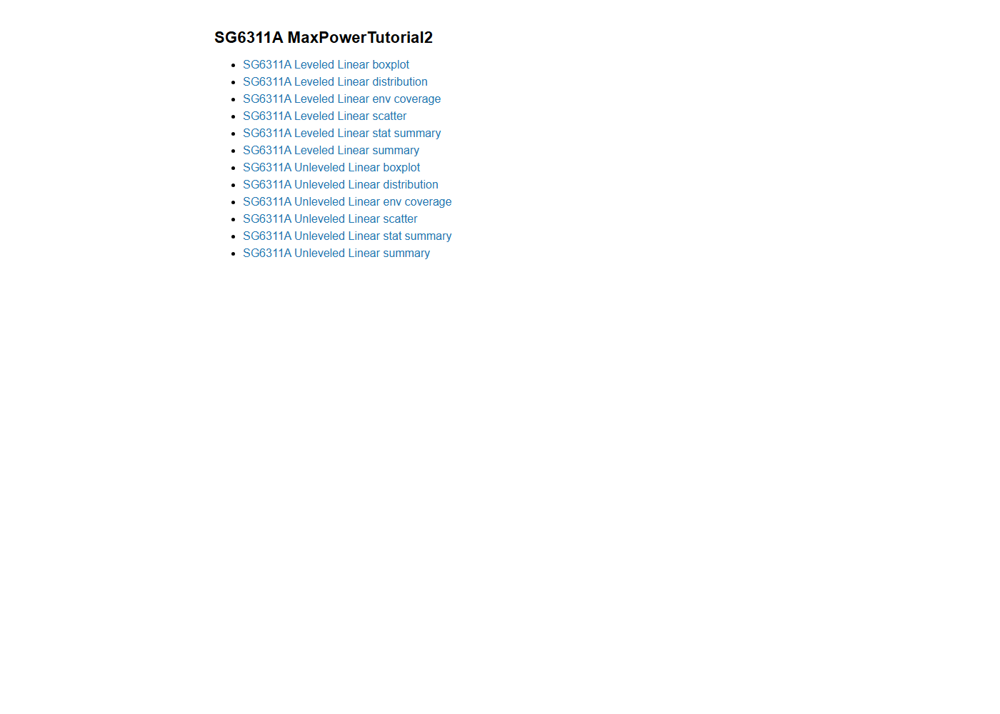 SG6311A MaxPowerTutorial2
SG6311A Leveled Linear boxplot
SG6311A Leveled Linear distribution
SG6311A Leveled Linear env coverage
SG6311A Leveled Linear scatter
SG6311A Leveled Linear stat summary
SG6311A Leveled Linear summary
SG6311A Unleveled Linear boxplot
SG6311A Unleveled Linear distribution
SG6311A Unleveled Linear env coverage
SG6311A Unleveled Linear scatter
SG6311A Unleveled Linear stat summary
SG6311A Unleveled Linear summary